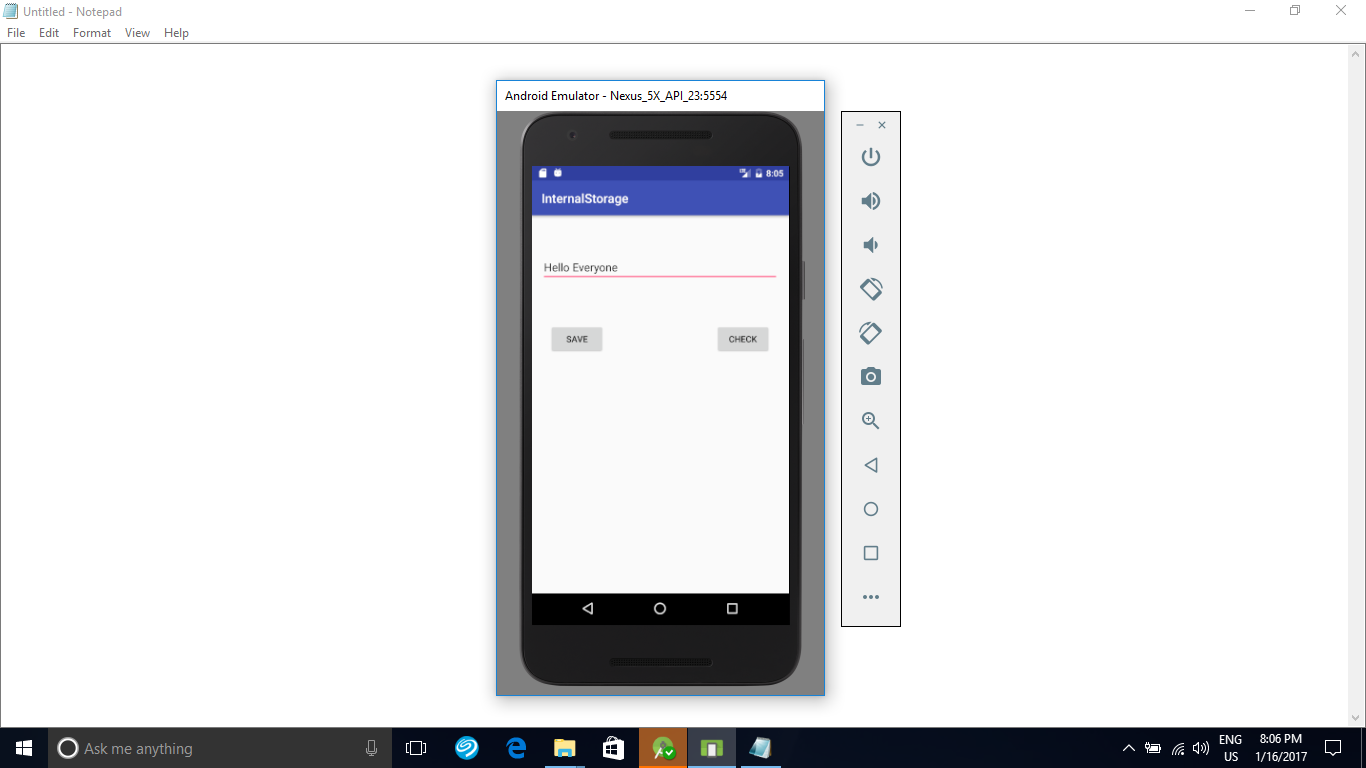 Untitled - Notepad
File Edit Format View Help
Android Emulator - Nexus_5X_API_23:5554
8:05
InternalStorage
Hello Everyone
SAVE CHECK
Ask me anything
ENG
US
8:06 PM
1/16/2017